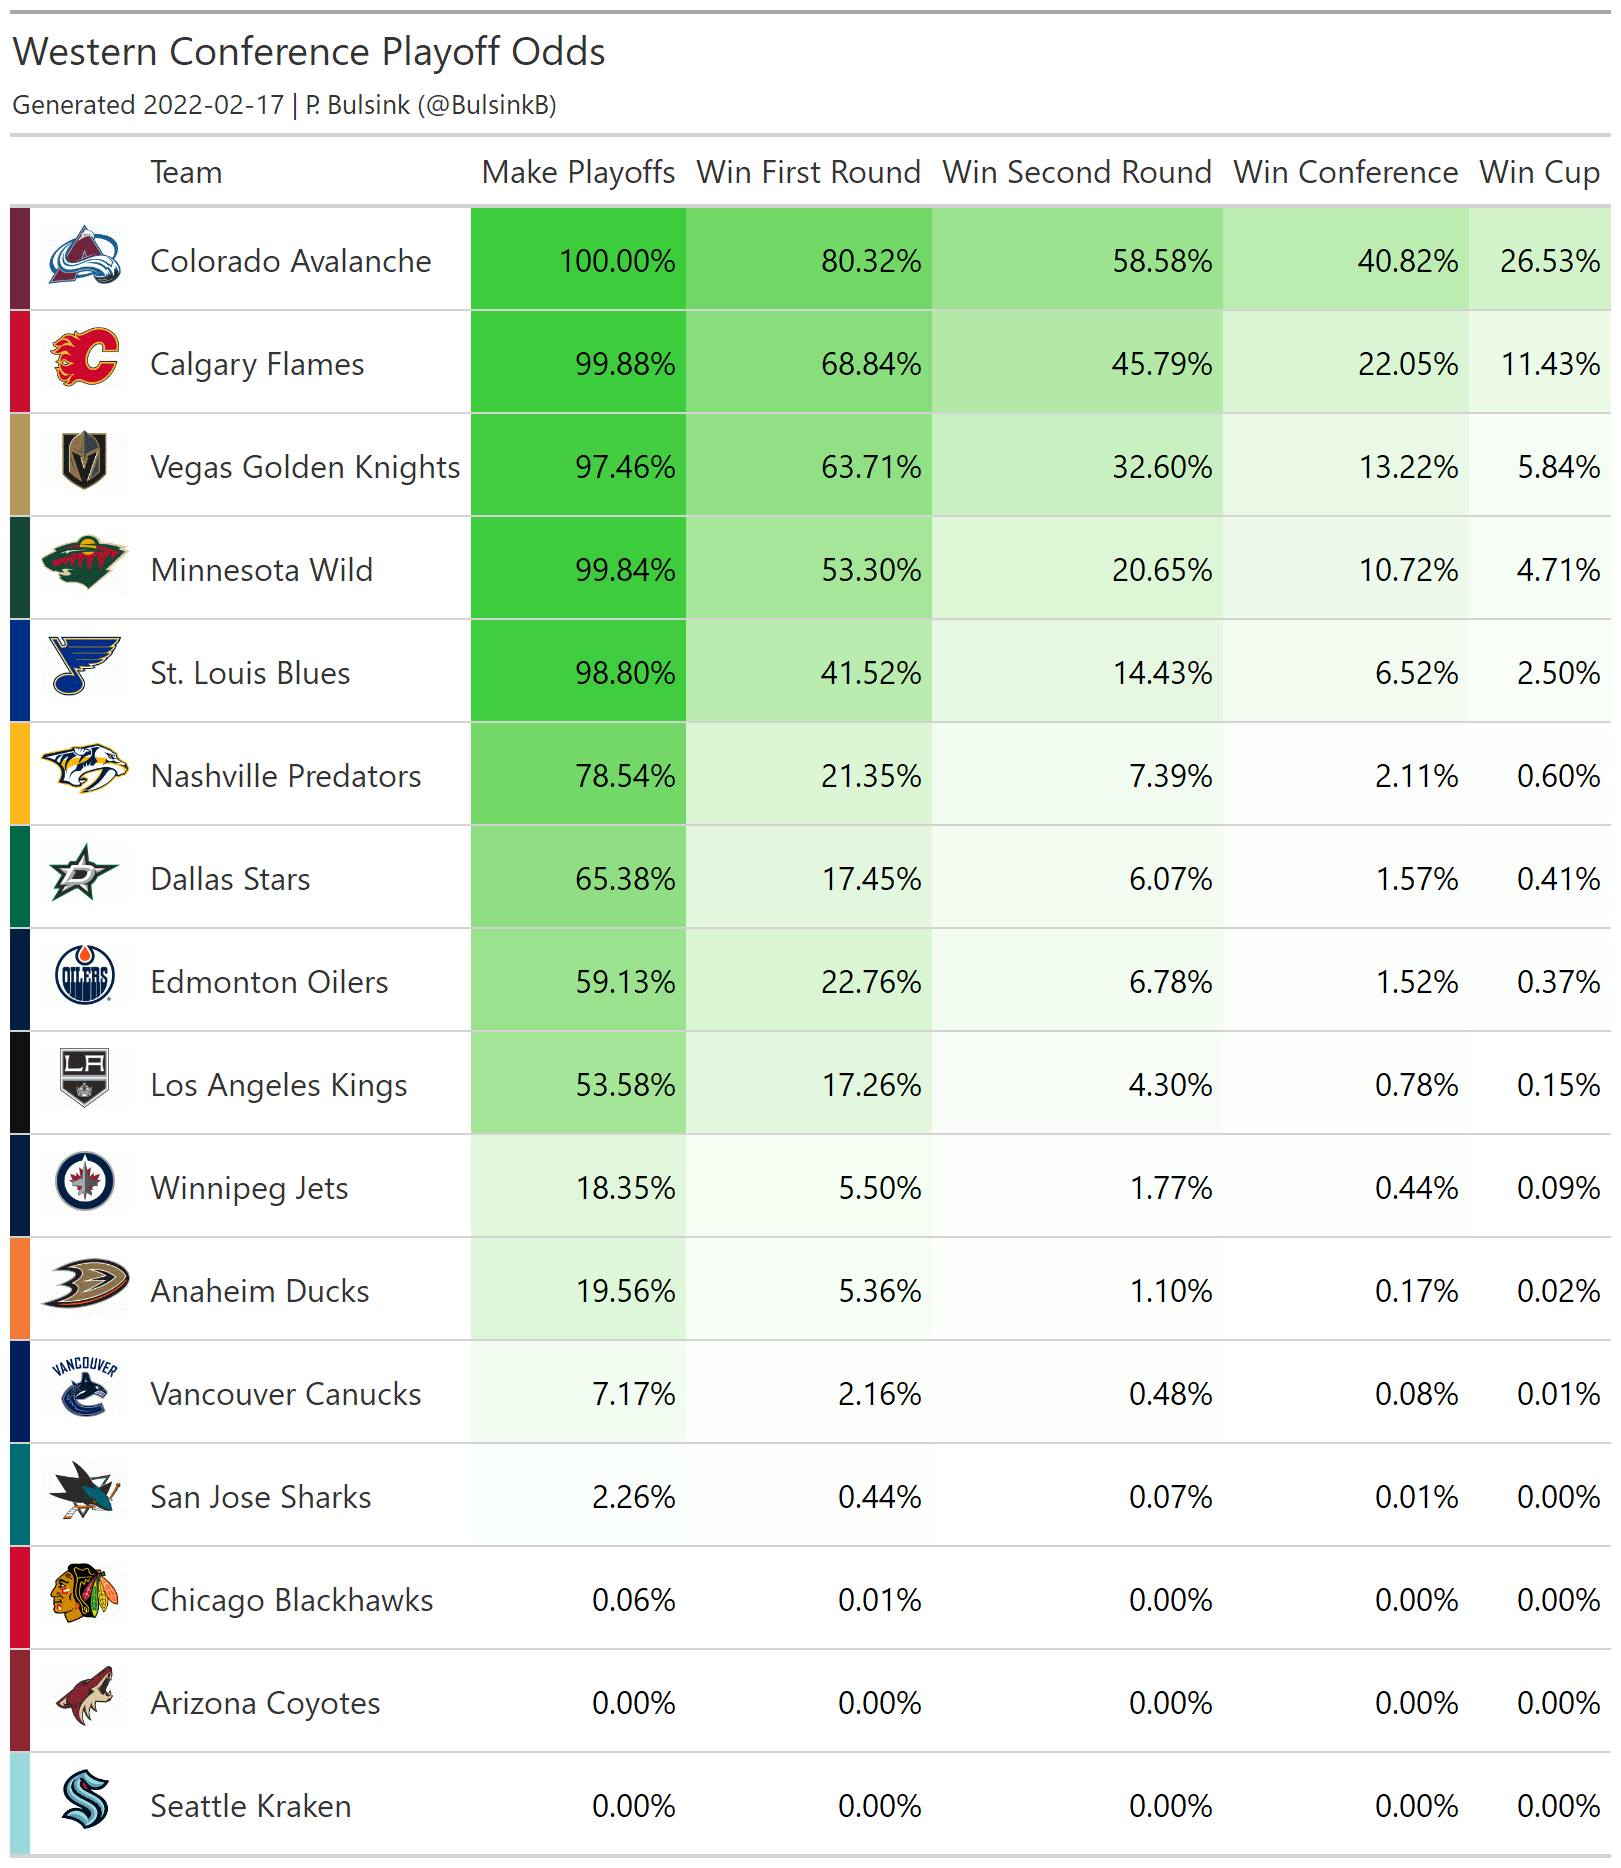 Western Conference Playoff Odds
Generated 2022-02-17 | P. Bulsink (@BulsinkB)
Team Make Playoffs Win First Round Win Second Round Win Conference Win Cup
Colorado Avalanche 100.00% 80.32% 58.58% 40.82% 26.53%
Calgary Flames 99.88% 68.84% 45.79% 22.05% 11.43%
Vegas Golden Knights 97.46% 63.71% 32.60% 13.22% 5.84%
Minnesota Wild 99.84% 53.30% 20.65% 10.72% 4.71%
St. Louis Blues 98.80% 41.52% 14.43% 6.52% 2.50%
Nashville Predators 78.54% 21.35% 7.39% 2.11% 0.60%
Dallas Stars 65.38% 17.45% 6.07% 1.57% 0.41%
OILERS Edmonton Oilers 59.13% 22.76% 6.78% 1.52% 0.37%
LA Los Angeles Kings 53.58% 17.26% 4.30% 0.78% 0.15%
Winnipeg Jets 18.35% 5.50% 1.77% 0.44% 0.09%
Anaheim Ducks 19.56% 5.36% 1.10% 0.17% 0.02%
VANCOUVER Vancouver Canucks 7.17% 2.16% 0.48% 0.08% 0.01%
San Jose Sharks 2.26% 0.44% 0.07% 0.01% 0.00%
Chicago Blackhawks 0.06% 0.01% 0.00% 0.00% 0.00%
Arizona Coyotes 0.00% 0.00% 0.00% 0.00% 0.00%
Seattle Kraken 0.00% 0.00% 0.00% 0.00% 0.00%